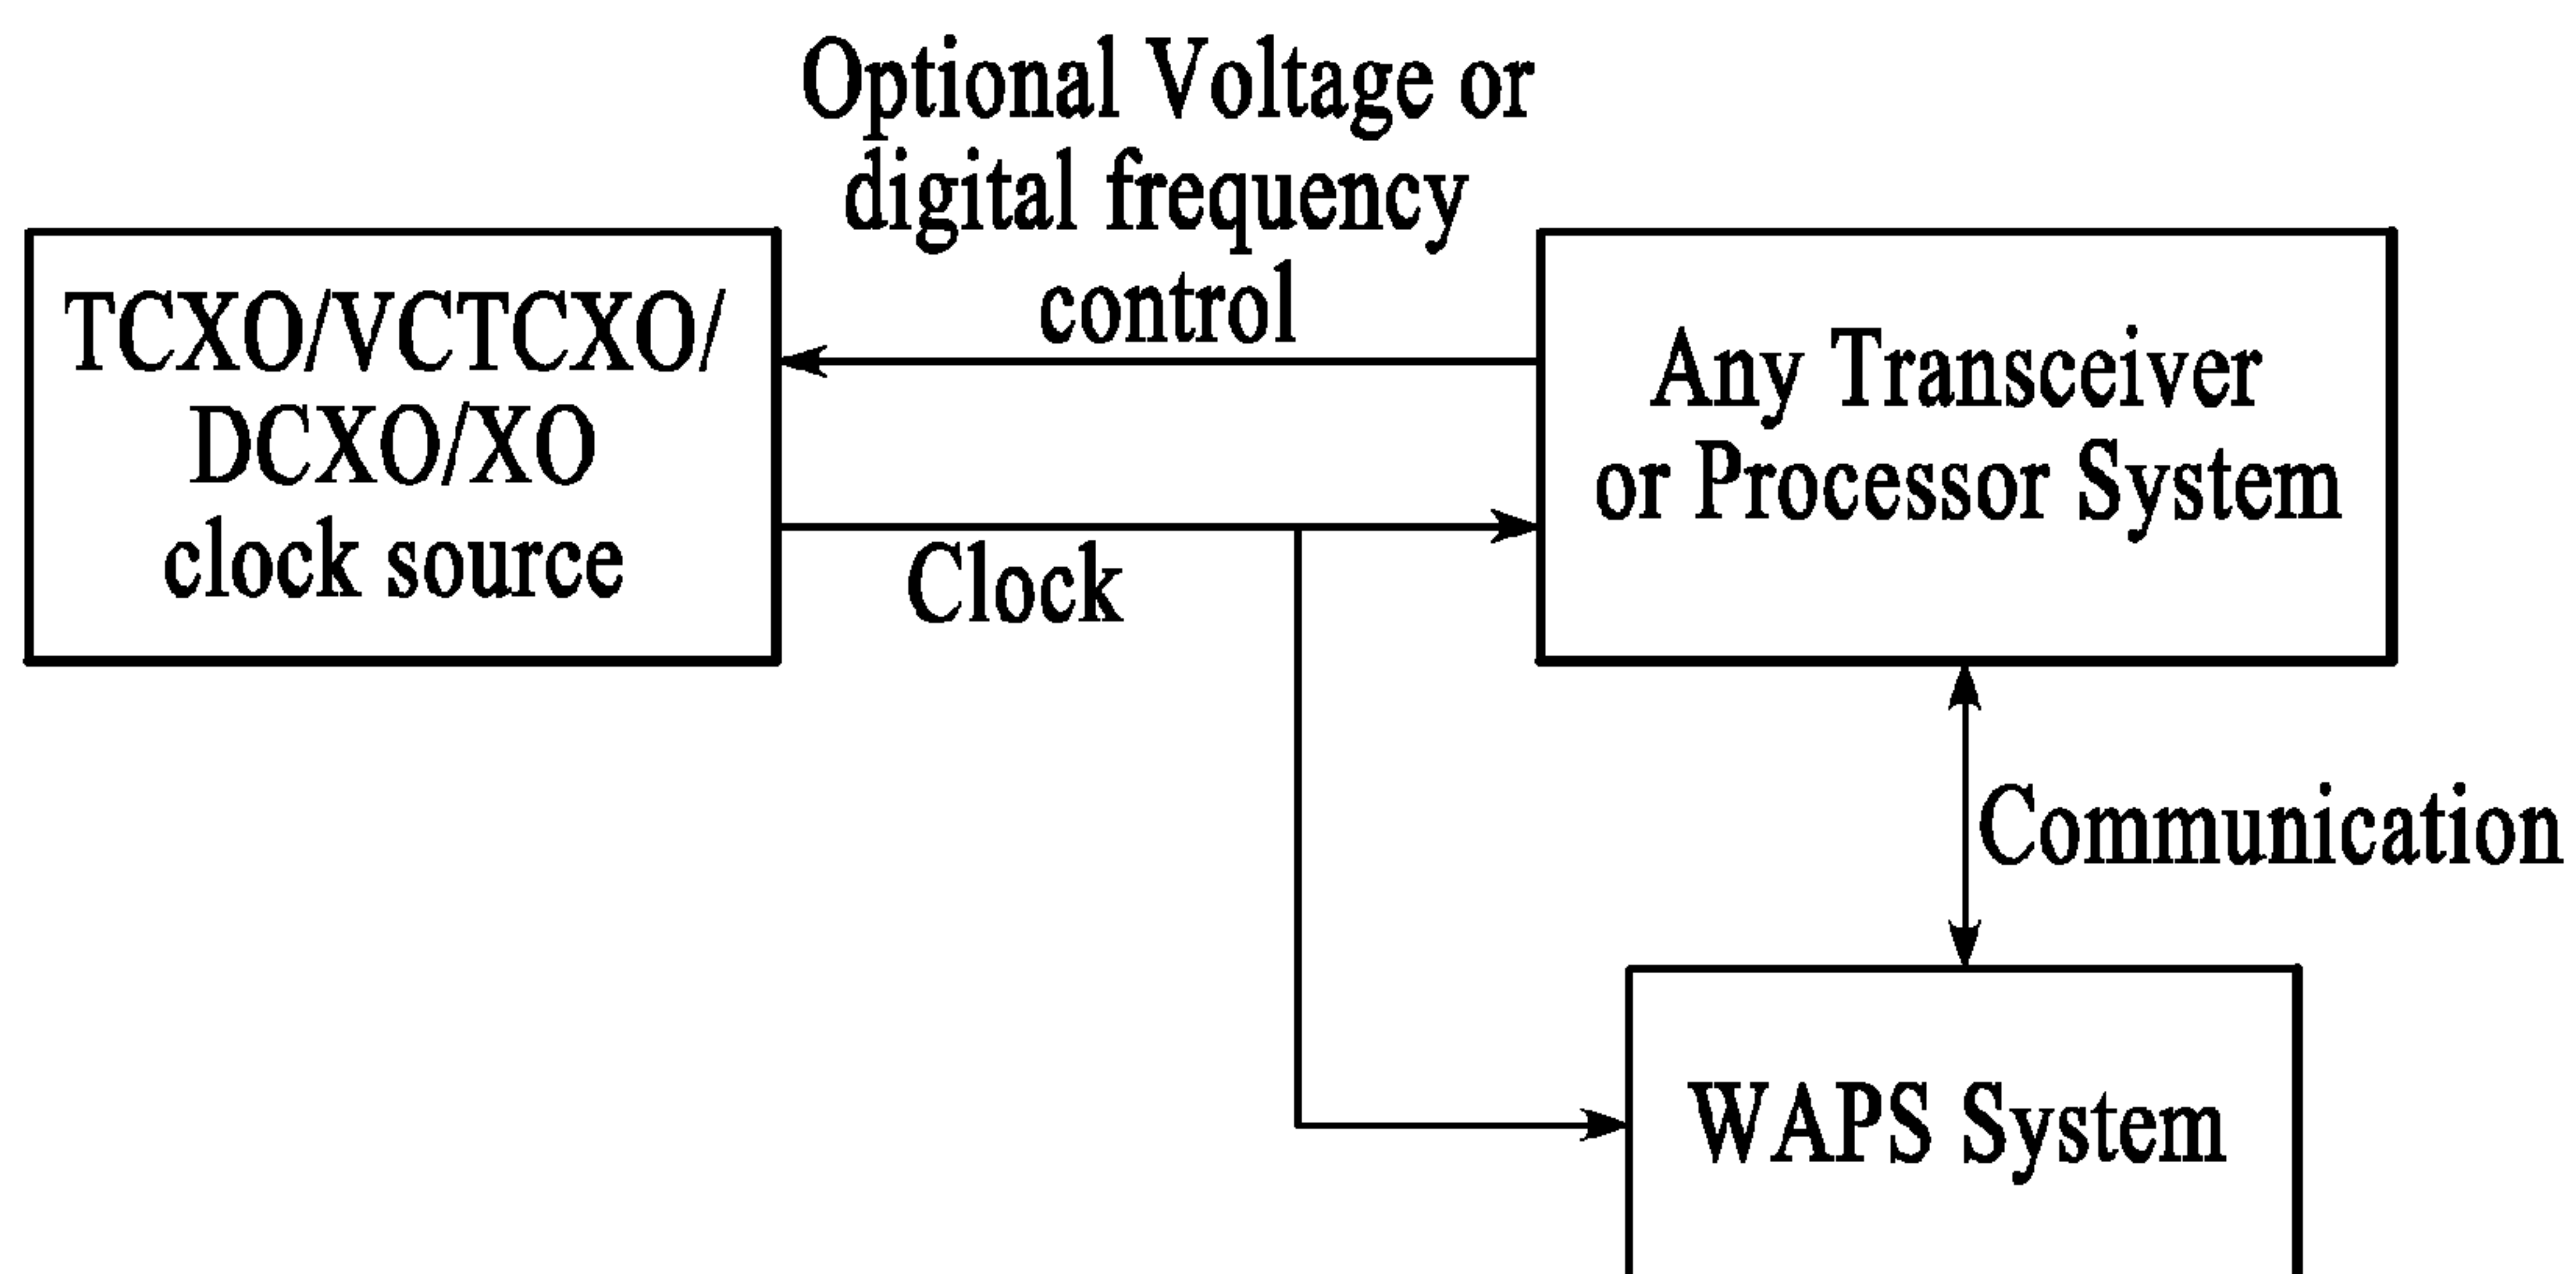 Optional Voltage or
digital frequency
control
TCXO/VCTCXO/
DCXO/XO
clock source
Any Transceiver
or Processor System
Clock
Communication
WAPS System